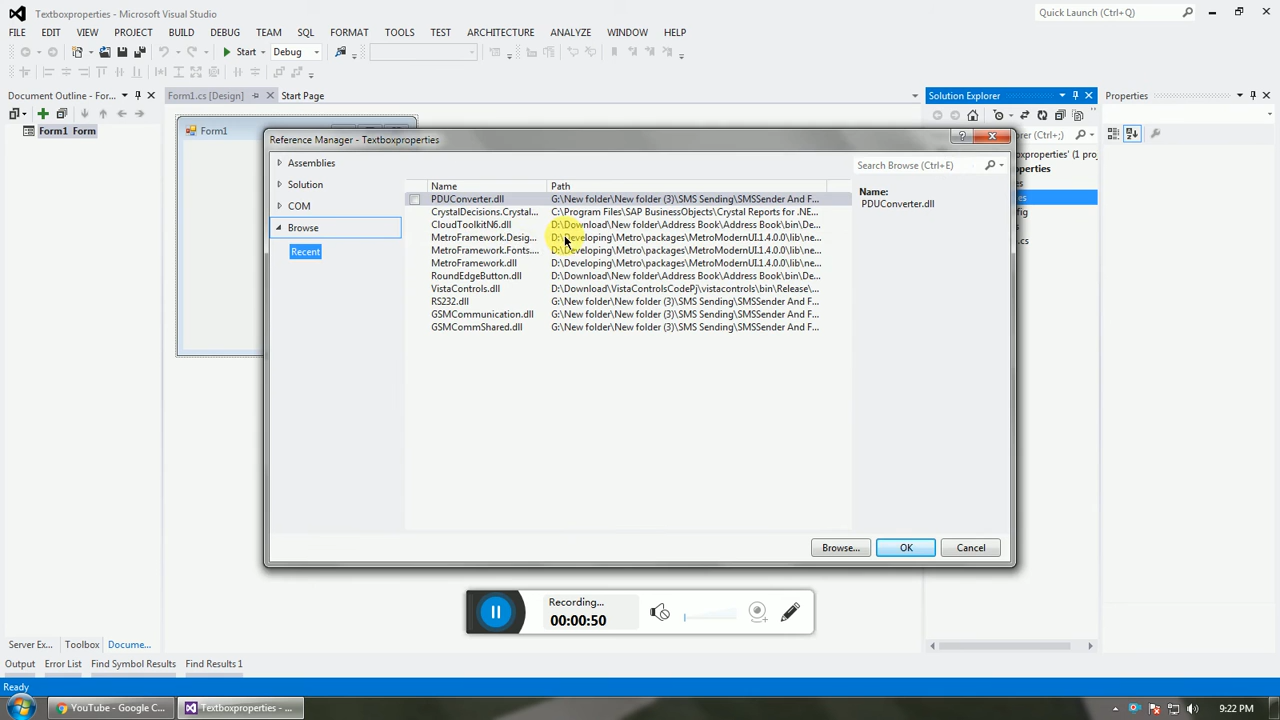 Textboxproperties - Microsoft Visual Studio
Quick Launch (Ctrl+Q)
FILE EDIT VIEW PROJECT BUILD DEBUG TEAM SQL FORMAT TOOLS TEST ARCHITECTURE ANALYZE WINDOW HELP
Start Debug
Document Outline - For...
Form1.cs [Design]
Start Page
Solution Explorer
Properties
Form1 Form
Form1
Reference Manager - Textboxproperties
?
Assemblies
Solution
COM
Browse
Recent
Search Browse (Ctrl+E)
Name Path
PDUConverter.dll G:\New folder\New folder (3)\SMS Sending\SMSSender And F...
CrystalDecisions.Crystal... C:\Program Files\SAP BusinessObjects\Crystal Reports for .NE...
CloudToolkitN6.dll D:\Download\New folder\Address Book\Address Book\bin\De...
MetroFramework.Desig... D:\Developing\Metro\packages\MetroModernUI.1.4.0.0\lib\ne...
MetroFramework.Fonts.... D:\Developing\Metro\packages\MetroModernUI.1.4.0.0\lib\ne...
MetroFramework.dll D:\Developing\Metro\packages\MetroModernUI.1.4.0.0\lib\ne...
RoundEdgeButton.dll D:\Download\New folder\Address Book\Address Book\bin\De...
VistaControls.dll D:\Download\VistaControlsCodePj\vistacontrols\bin\Release\...
RS232.dll G:\New folder\New folder (3)\SMS Sending\SMSSender And F...
GSMCommunication.dll G:\New folder\New folder (3)\SMS Sending\SMSSender And F...
GSMCommShared.dll G:\New folder\New folder (3)\SMS Sending\SMSSender And F...
Name:
PDUConverter.dll
Browse... OK Cancel
orer (Ctrl+;)
xtboxproperties' (1 proj
operties
es
fig
s.cs
Recording...
00:00:50
Server Ex... Toolbox Docume...
Output Error List Find Symbol Results Find Results 1
Ready
YouTube - Google C...
Textboxproperties - ...
9:22 PM